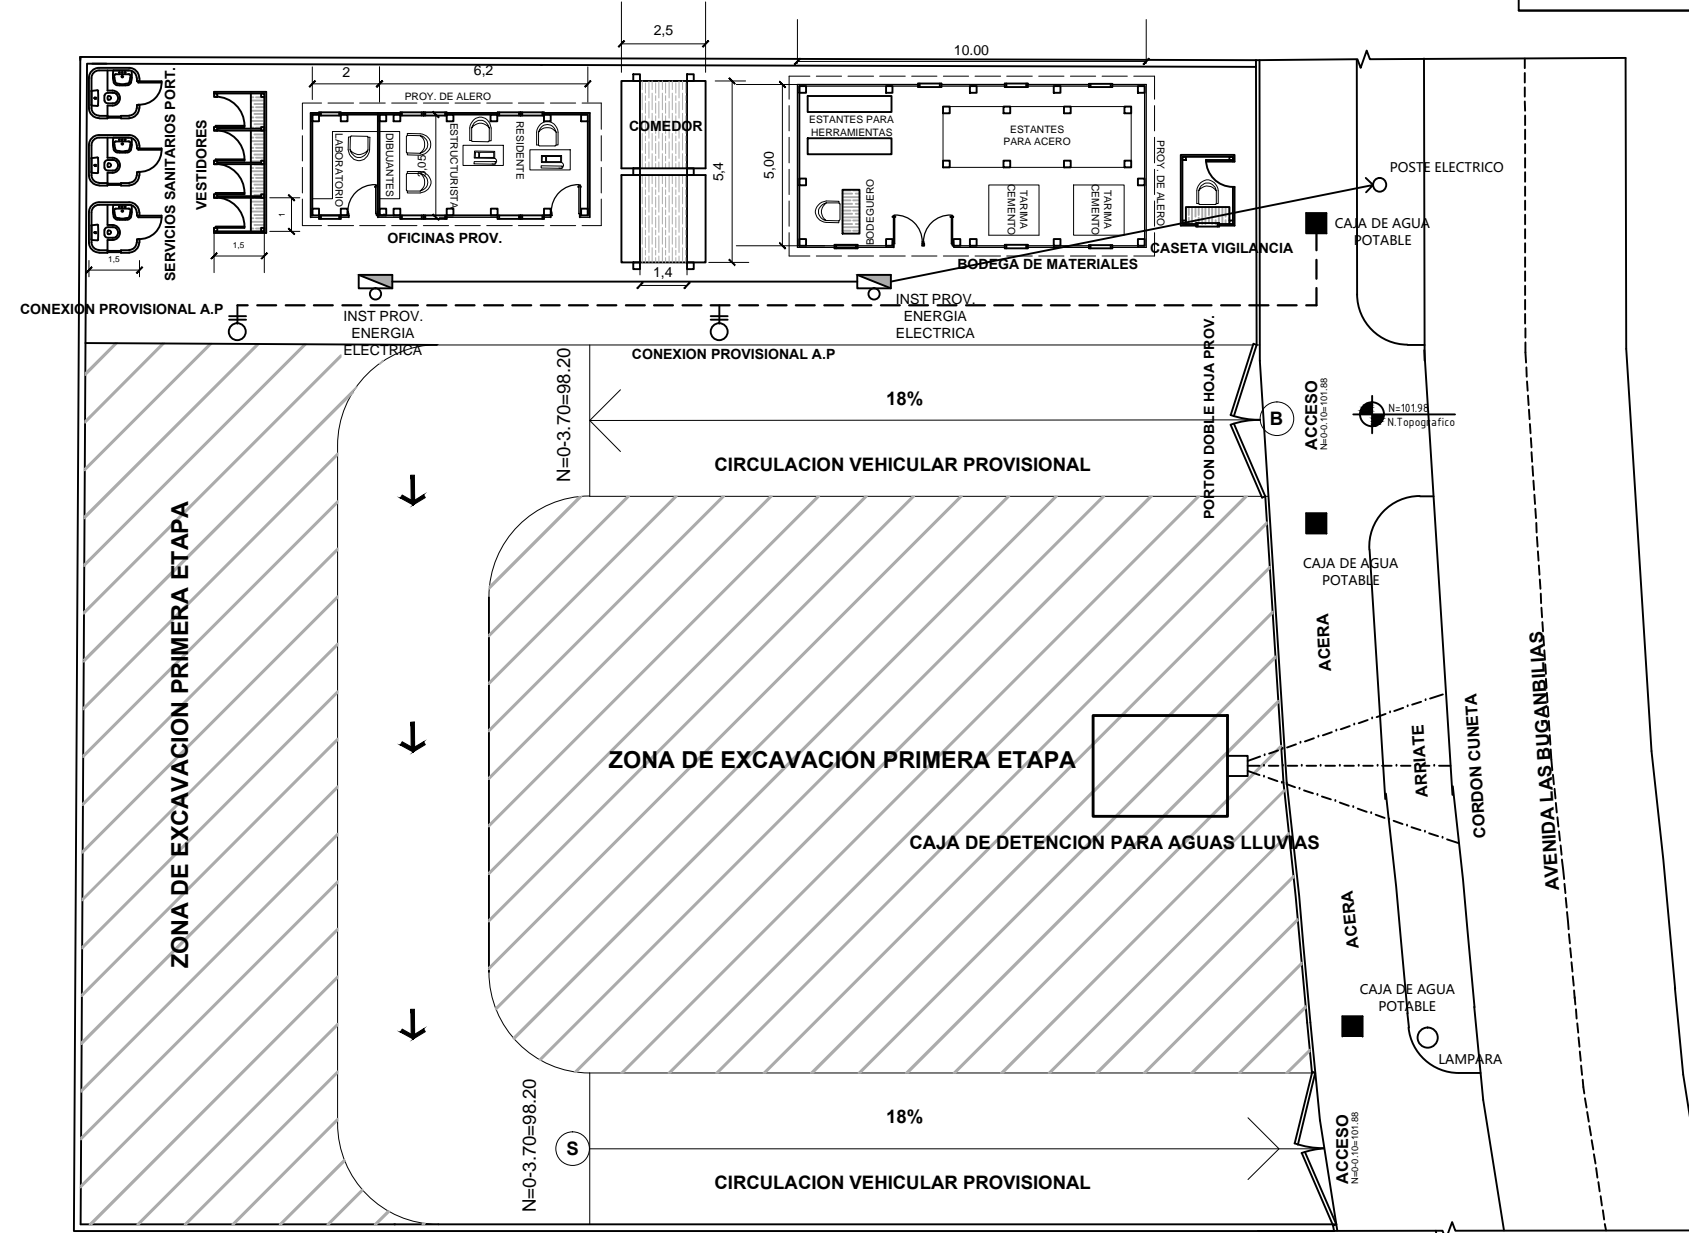 2,5
10.00
2
6,2
PROY. DE ALERO
SERVICIOS SANITARIOS PORT.
VESTIDORES
LABORATORIO
DIBUJANTES
ESTRUCTURISTA
RESIDENTE
OFICINAS PROV.
COMEDOR
5,4
5,00
ESTANTES PARA
HERRAMIENTAS
ESTANTES
PARA ACERO
BODEGUERO
TARIMA
CEMENTO
TARIMA
CEMENTO
PROY. DE ALERO
BODEGA DE MATERIALES
CASETA VIGILANCIA
POSTE ELECTRICO
CAJA DE AGUA
POTABLE
1
1,5
1,5
1,4
CONEXION PROVISIONAL A.P
INST PROV.
ENERGIA
ELECTRICA
INST PROV.
ENERGIA
ELECTRICA
CONEXION PROVISIONAL A.P
N=0-3.70=98.20
18%
CIRCULACION VEHICULAR PROVISIONAL
PORTON DOBLE HOJA PROV.
B
ACCESO
N=0-0.10=101.88
N=101.98
N.Topografico
CAJA DE AGUA
POTABLE
ACERA
ZONA DE EXCAVACION PRIMERA ETAPA
ZONA DE EXCAVACION PRIMERA ETAPA
CAJA DE DETENCION PARA AGUAS LLUVIAS
ARRIATE
CORDON CUNETA
AVENIDA LAS BUGANBILIAS
ACERA
CAJA DE AGUA
POTABLE
LAMPARA
N=0-3.70=98.20
S
18%
CIRCULACION VEHICULAR PROVISIONAL
ACCESO
N=0-0.10=101.88